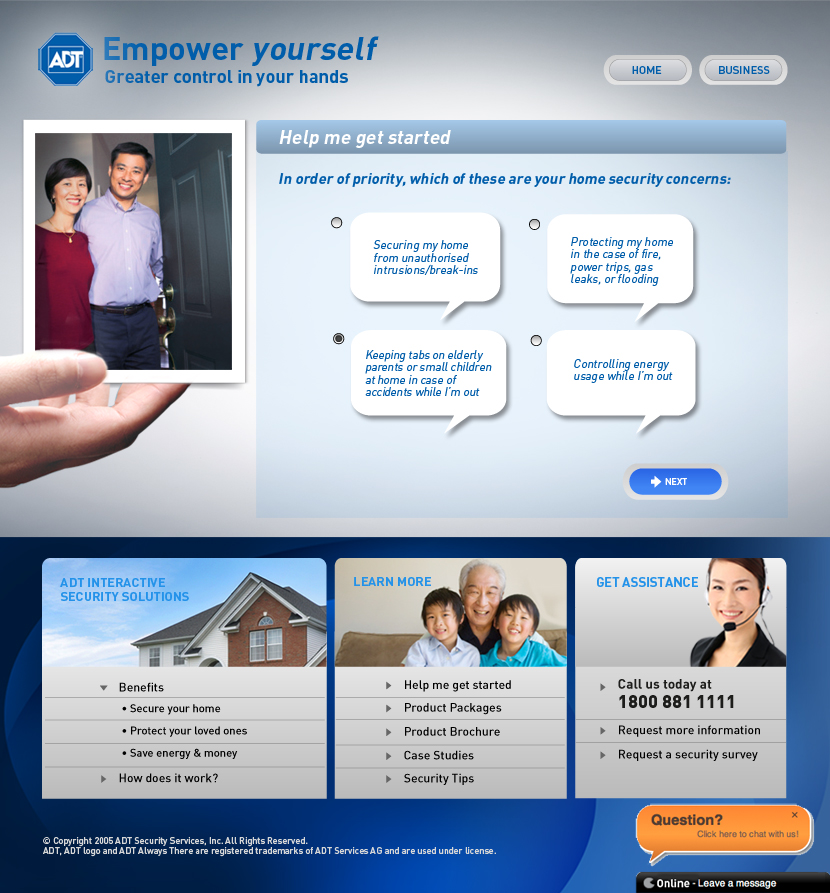 ADT
Empower yourself
Greater control in your hands
HOME
BUSINESS
Help me get started
In order of priority, which of these are your home security concerns:
Securing my home
from unauthorised
intrusions/break-ins
Protecting my home
in the case of fire,
power trips, gas
leaks, or flooding
Keeping tabs on elderly
parents or small children
at home in case of
accidents while I'm out
Controlling energy
usage while I'm out
NEXT
ADT INTERACTIVE
SECURITY SOLUTIONS
Benefits
• Secure your home
• Protect your loved ones
• Save energy & money
How does it work?
LEARN MORE
Help me get started
Product Packages
Product Brochure
Case Studies
Security Tips
GET ASSISTANCE
Call us today at
1800 881 1111
Request more information
Request a security survey
Question?
Click here to chat with us!
Online - Leave a message
© Copyright 2005 ADT Security Services, Inc. All Rights Reserved.
ADT, ADT logo and ADT Always There are registered trademarks of ADT Services AG and are used under license.